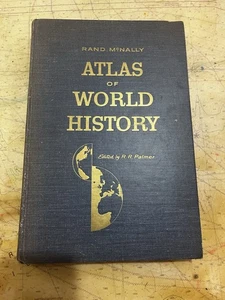 RAND McNALLY
ATLAS
OF
WORLD
HISTORY
Edited by R. R. Palmer